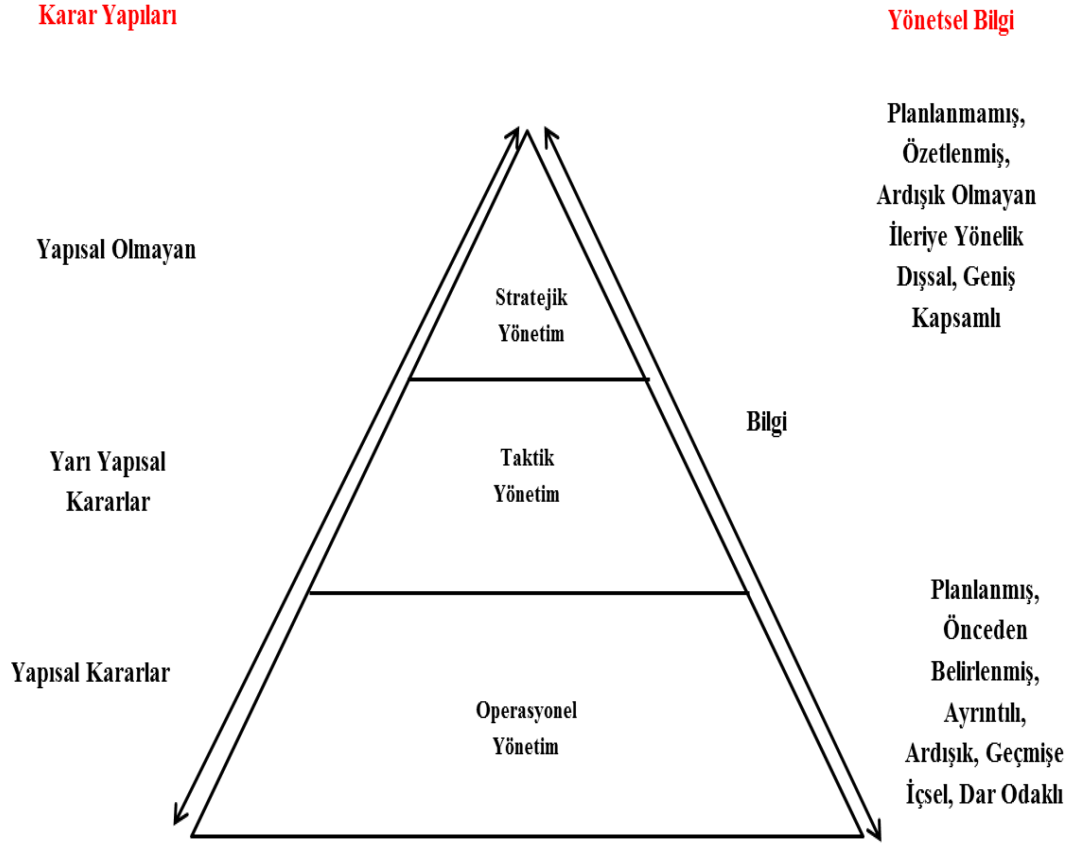 Karar Yapıları
Yönetsel Bilgi
Planlanmamış,
Özetlenmiş,
Ardışık Olmayan
İleriye Yönelik
Dışsal, Geniş
Kapsamlı
Yapısal Olmayan
Stratejik
Yönetim
Bilgi
Yarı Yapısal
Kararlar
Taktik
Yönetim
Planlanmış,
Önceden
Belirlenmiş,
Ayrıntılı,
Ardışık, Geçmişe
İçsel, Dar Odaklı
Yapısal Kararlar
Operasyonel
Yönetim